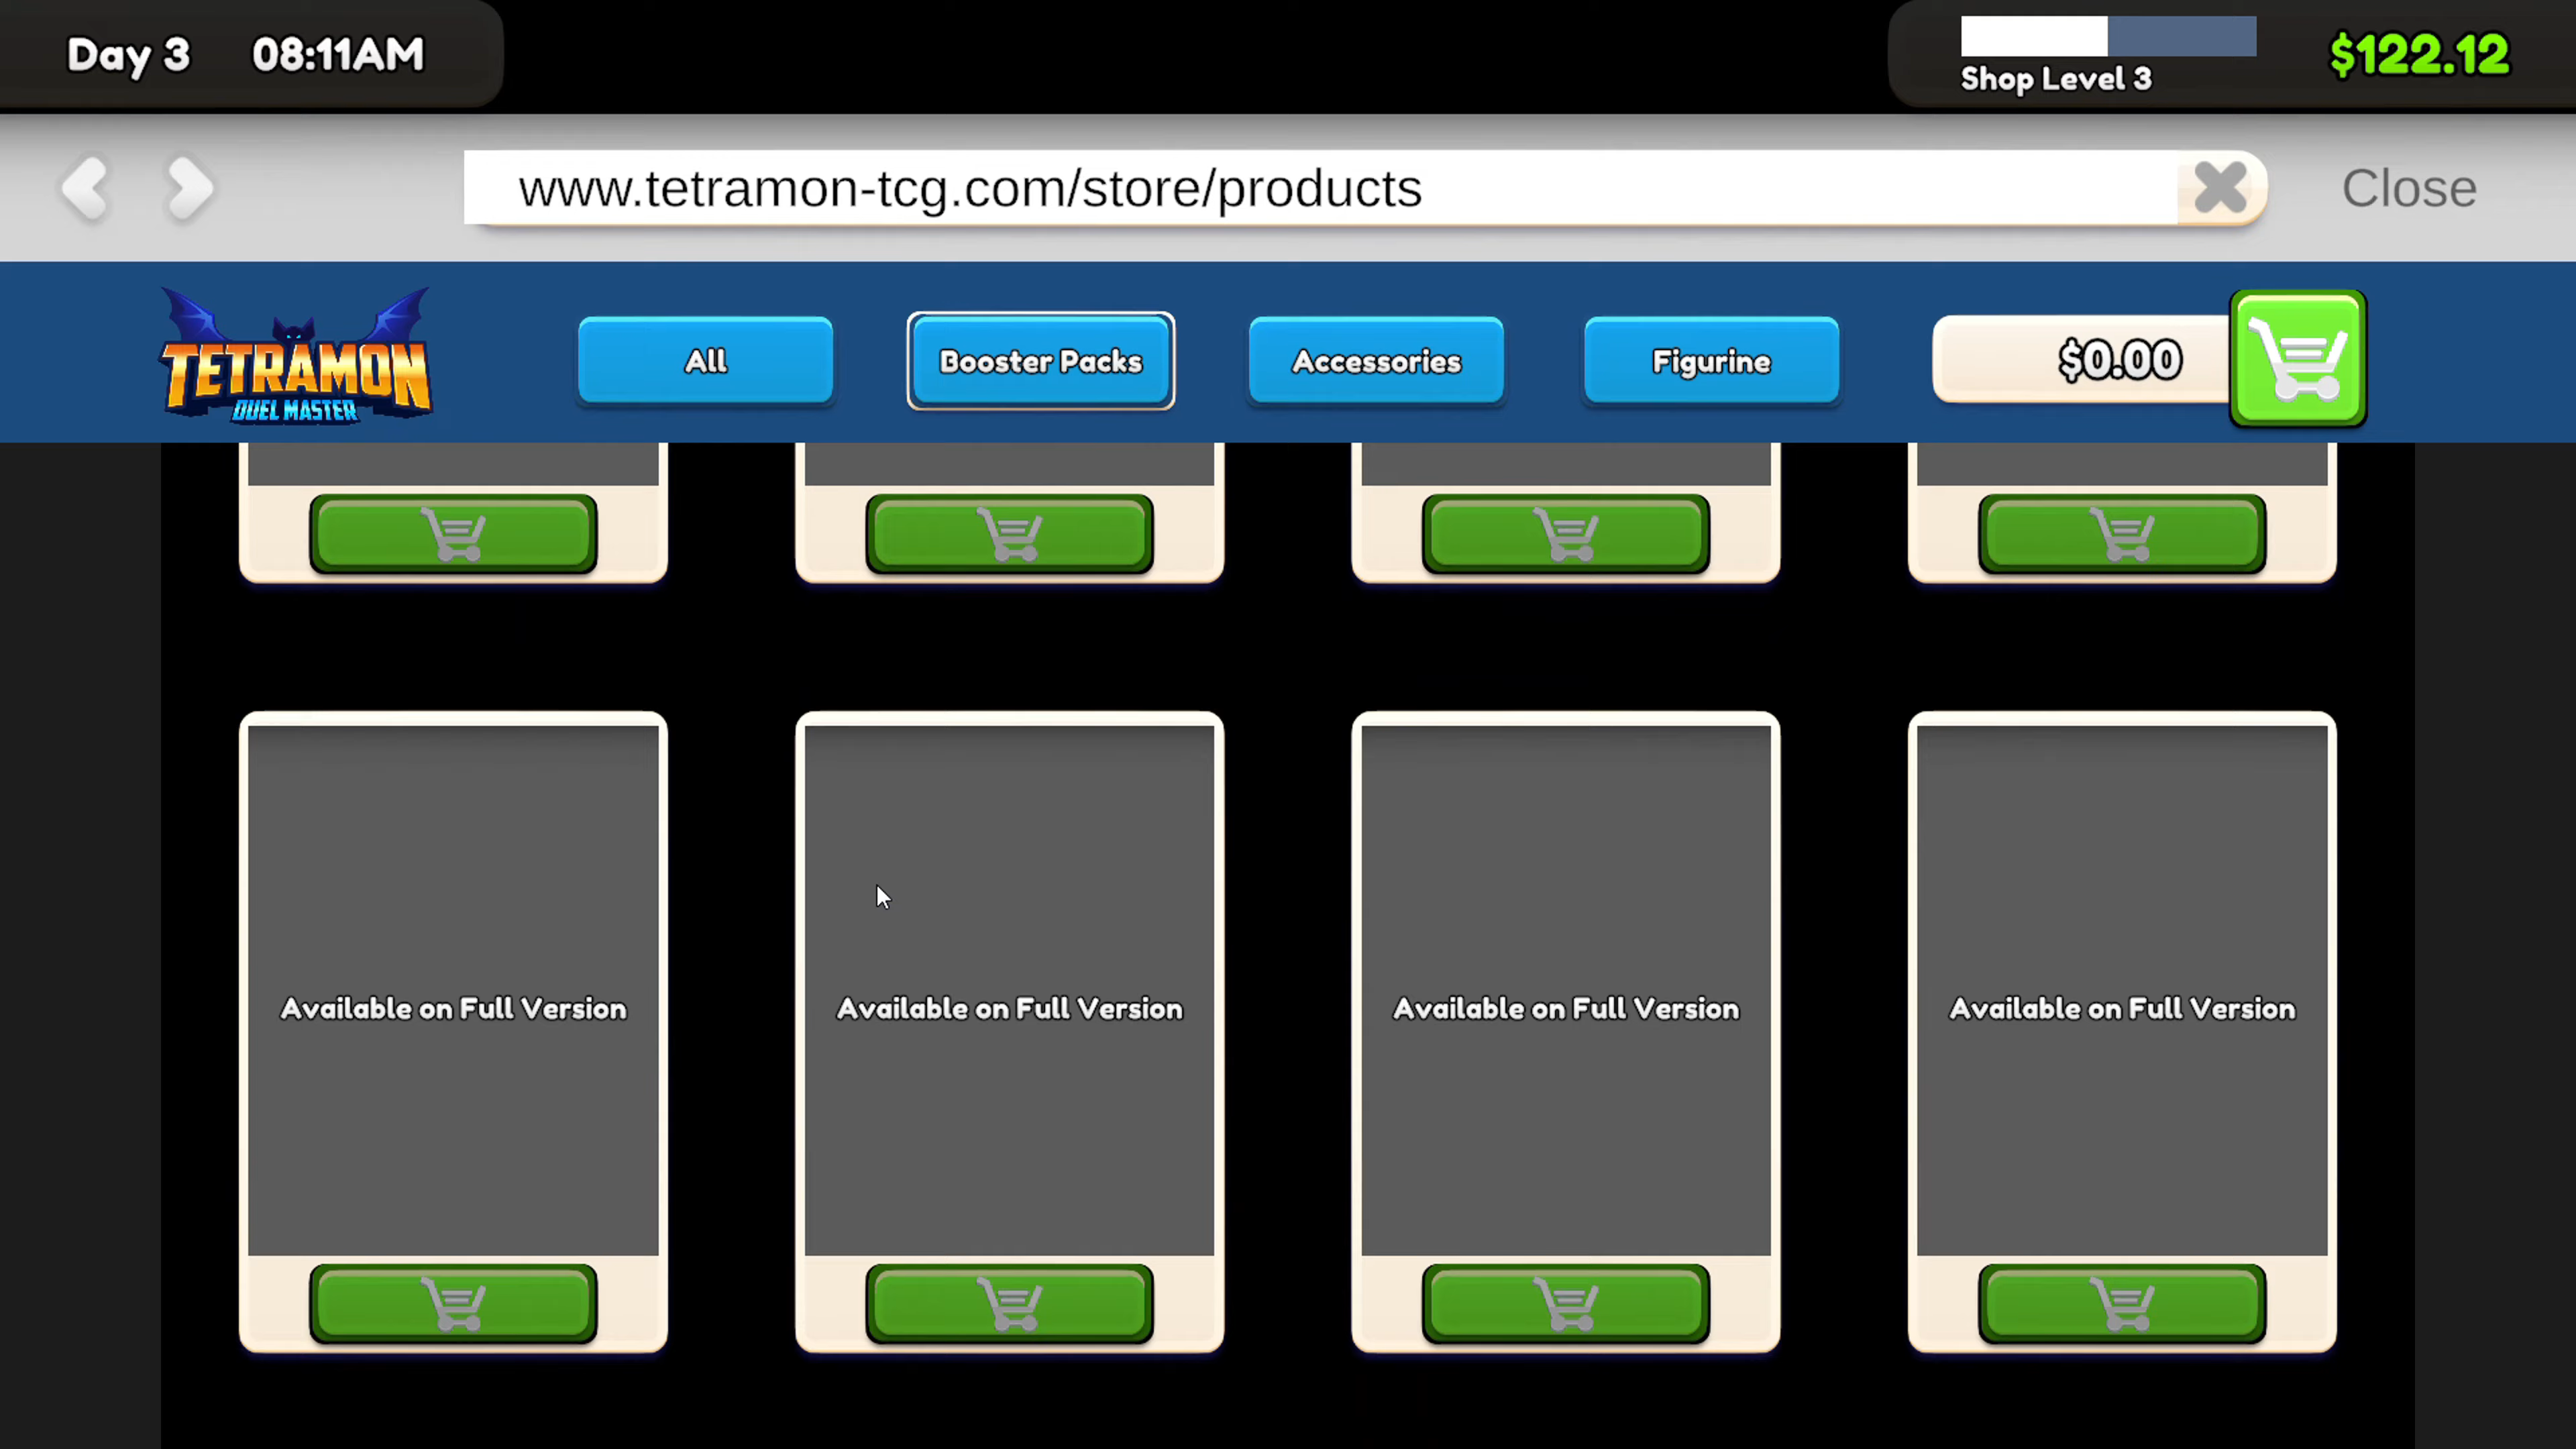 Day 3 08:11AM
Shop Level 3
$122.12
www.tetramon-tcg.com/store/products
Close
TETRAMON
DUEL MASTER
All
Booster Packs
Accessories
Figurine
$0.00
Available on Full Version
Available on Full Version
Available on Full Version
Available on Full Version